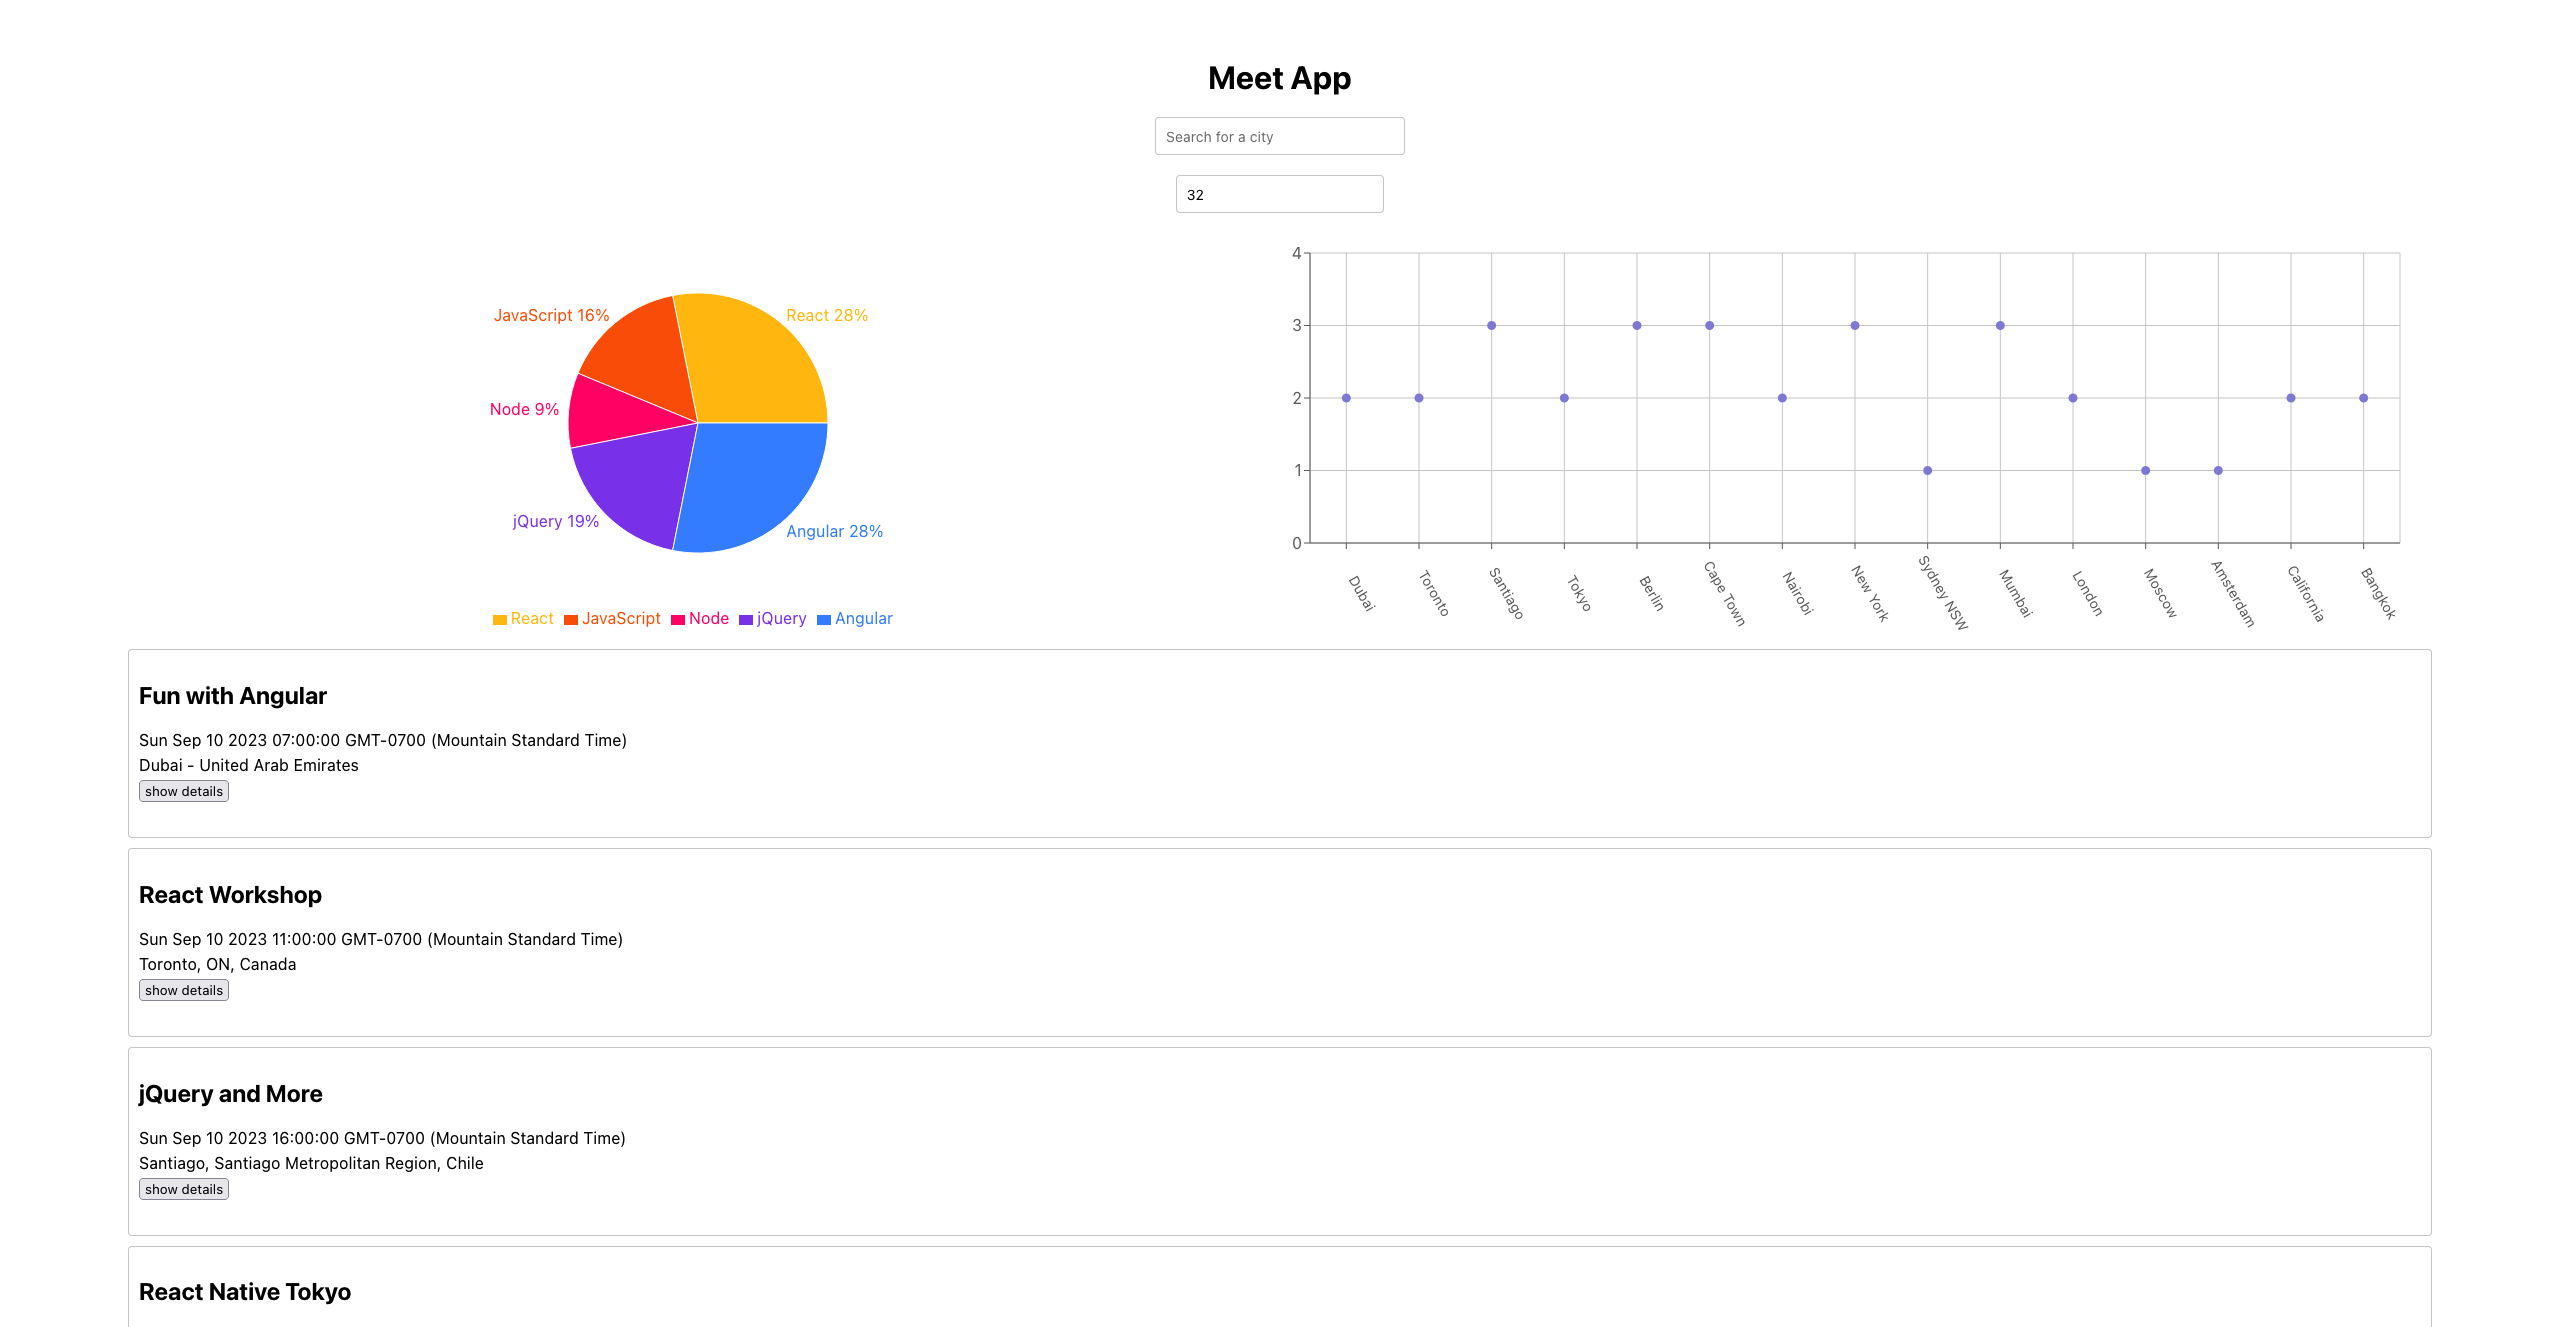 Meet App
Search for a city
32
JavaScript 16%
React 28%
Node 9%
jQuery 19%
Angular 28%
React JavaScript Node jQuery Angular
4
3
2
1
0
Dubai
Toronto
Santiago
Tokyo
Berlin
Cape Town
Nairobi
New York
Sydney NSW
Mumbai
London
Moscow
Amsterdam
California
Bangkok
Fun with Angular
Sun Sep 10 2023 07:00:00 GMT-0700 (Mountain Standard Time)
Dubai - United Arab Emirates
show details
React Workshop
Sun Sep 10 2023 11:00:00 GMT-0700 (Mountain Standard Time)
Toronto, ON, Canada
show details
jQuery and More
Sun Sep 10 2023 16:00:00 GMT-0700 (Mountain Standard Time)
Santiago, Santiago Metropolitan Region, Chile
show details
React Native Tokyo